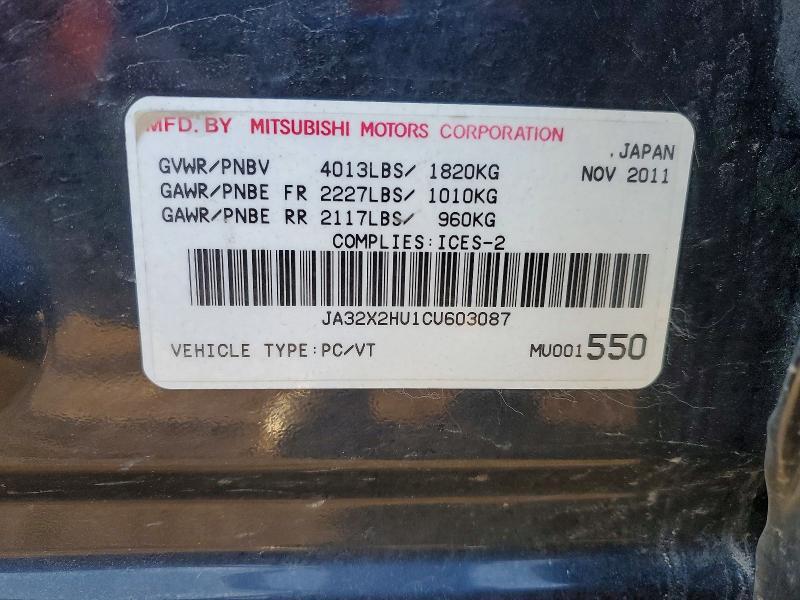 MFD. BY MITSUBISHI MOTORS CORPORATION
.JAPAN
GVWR/PNBV 4013LBS/ 1820KG NOV 2011
GAWR/PNBE FR 2227LBS/ 1010KG
GAWR/PNBE RR 2117LBS/ 960KG
COMPLIES:ICES-2
JA32X2HU1CU603087
VEHICLE TYPE:PC/VT MU001550